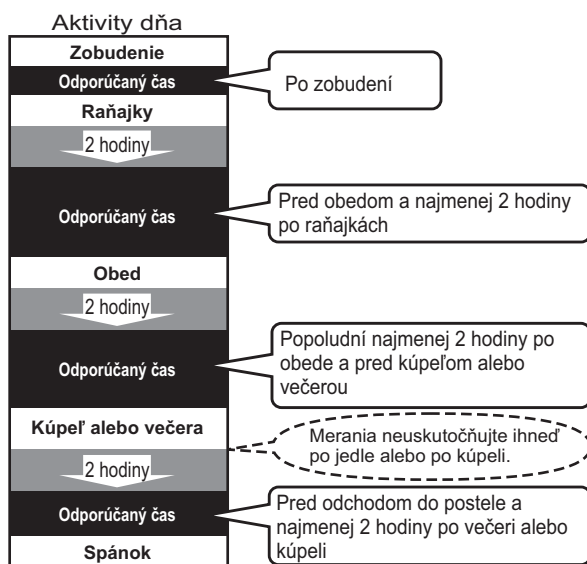 Aktivity dňa
Zobudenie
Odporúčaný čas
Po zobudení
Raňajky
2 hodiny
Odporúčaný čas
Pred obedom a najmenej 2 hodiny
po raňajkách
Obed
2 hodiny
Odporúčaný čas
Popoludní najmenej 2 hodiny po
obede a pred kúpeľom alebo
večerou
Kúpeľ alebo večera
Merania neuskutočňujte ihneď
po jedle alebo po kúpeli.
2 hodiny
Odporúčaný čas
Pred odchodom do postele a
najmenej 2 hodiny po večeri alebo
kúpeli
Spánok